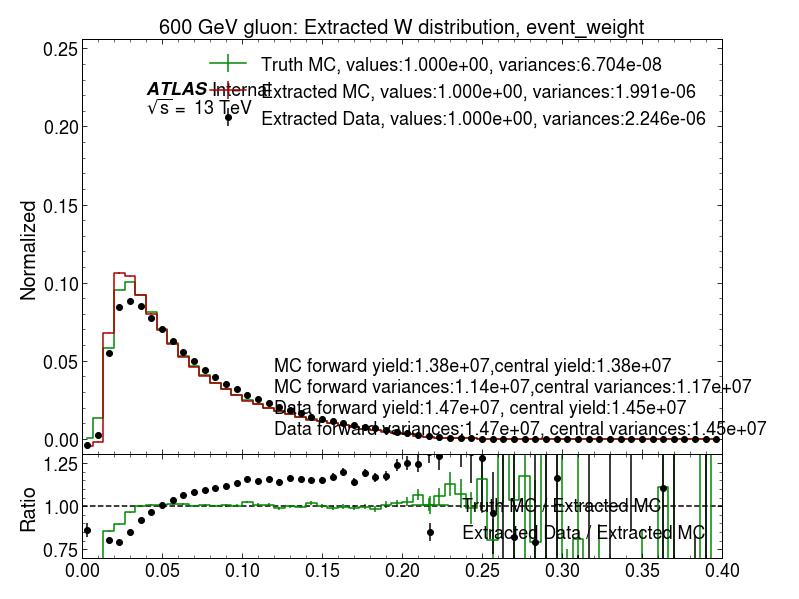 600 GeV gluon: Extracted W distribution, event_weight
Truth MC, values:1.000e+00, variances:6.704e-08
Extracted MC, values:1.000e+00, variances:1.991e-06
Extracted Data, values:1.000e+00, variances:2.246e-06
ATLAS Internal
√s = 13 TeV
Normalized
0.25
0.20
0.15
0.10
0.05
0.00
MC forward yield:1.38e+07,central yield:1.38e+07
MC forward variances:1.14e+07,central variances:1.17e+07
Data forward yield:1.47e+07, central yield:1.45e+07
Data forward variances:1.47e+07, central variances:1.45e+07
Ratio
1.25
1.00
0.75
Truth MC / Extracted MC
Extracted Data / Extracted MC
0.00 0.05 0.10 0.15 0.20 0.25 0.30 0.35 0.40